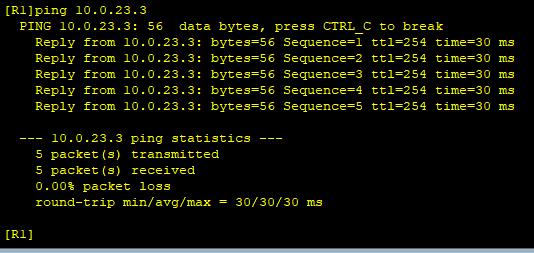 [R1]ping 10.0.23.3
PING 10.0.23.3: 56  data bytes, press CTRL_C to break
Reply from 10.0.23.3: bytes=56 Sequence=1 ttl=254 time=30 ms
Reply from 10.0.23.3: bytes=56 Sequence=2 ttl=254 time=30 ms
Reply from 10.0.23.3: bytes=56 Sequence=3 ttl=254 time=30 ms
Reply from 10.0.23.3: bytes=56 Sequence=4 ttl=254 time=30 ms
Reply from 10.0.23.3: bytes=56 Sequence=5 ttl=254 time=30 ms
--- 10.0.23.3 ping statistics ---
5 packet(s) transmitted
5 packet(s) received
0.00% packet loss
round-trip min/avg/max = 30/30/30 ms
[R1]